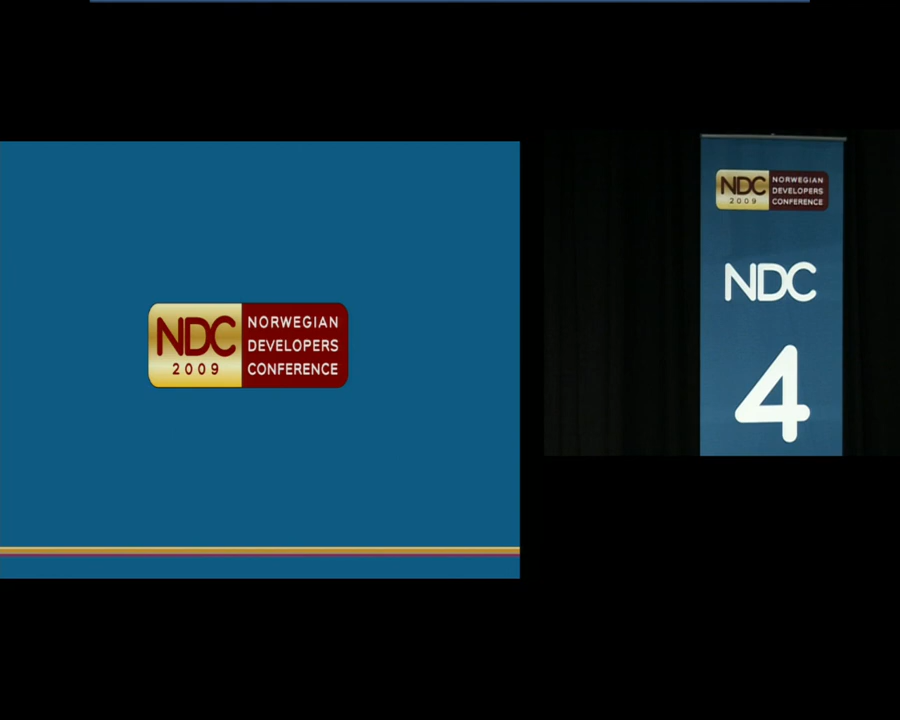 NDC
2009
NORWEGIAN
DEVELOPERS
CONFERENCE
NDC
2009
NORWEGIAN
DEVELOPERS
CONFERENCE
NDC
4